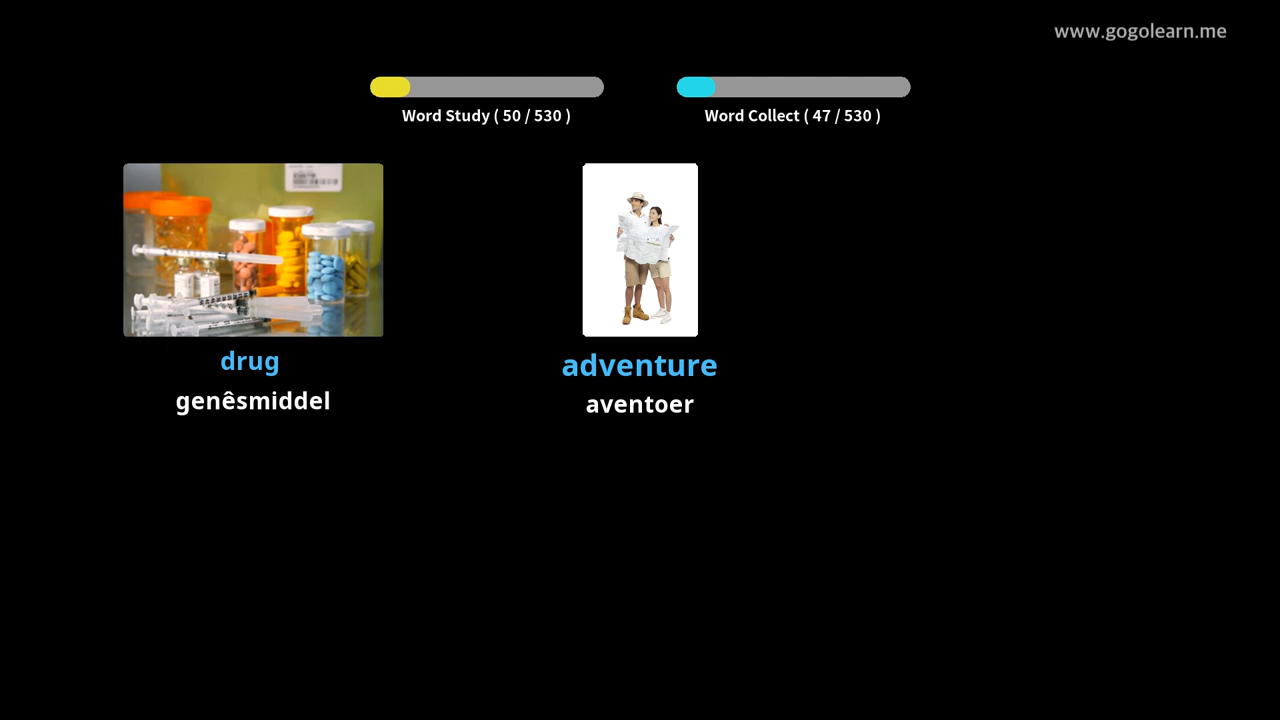 www.gogolearn.me
Word Study ( 50 / 530 )
Word Collect ( 47 / 530 )
drug
genêsmiddel
adventure
aventoer